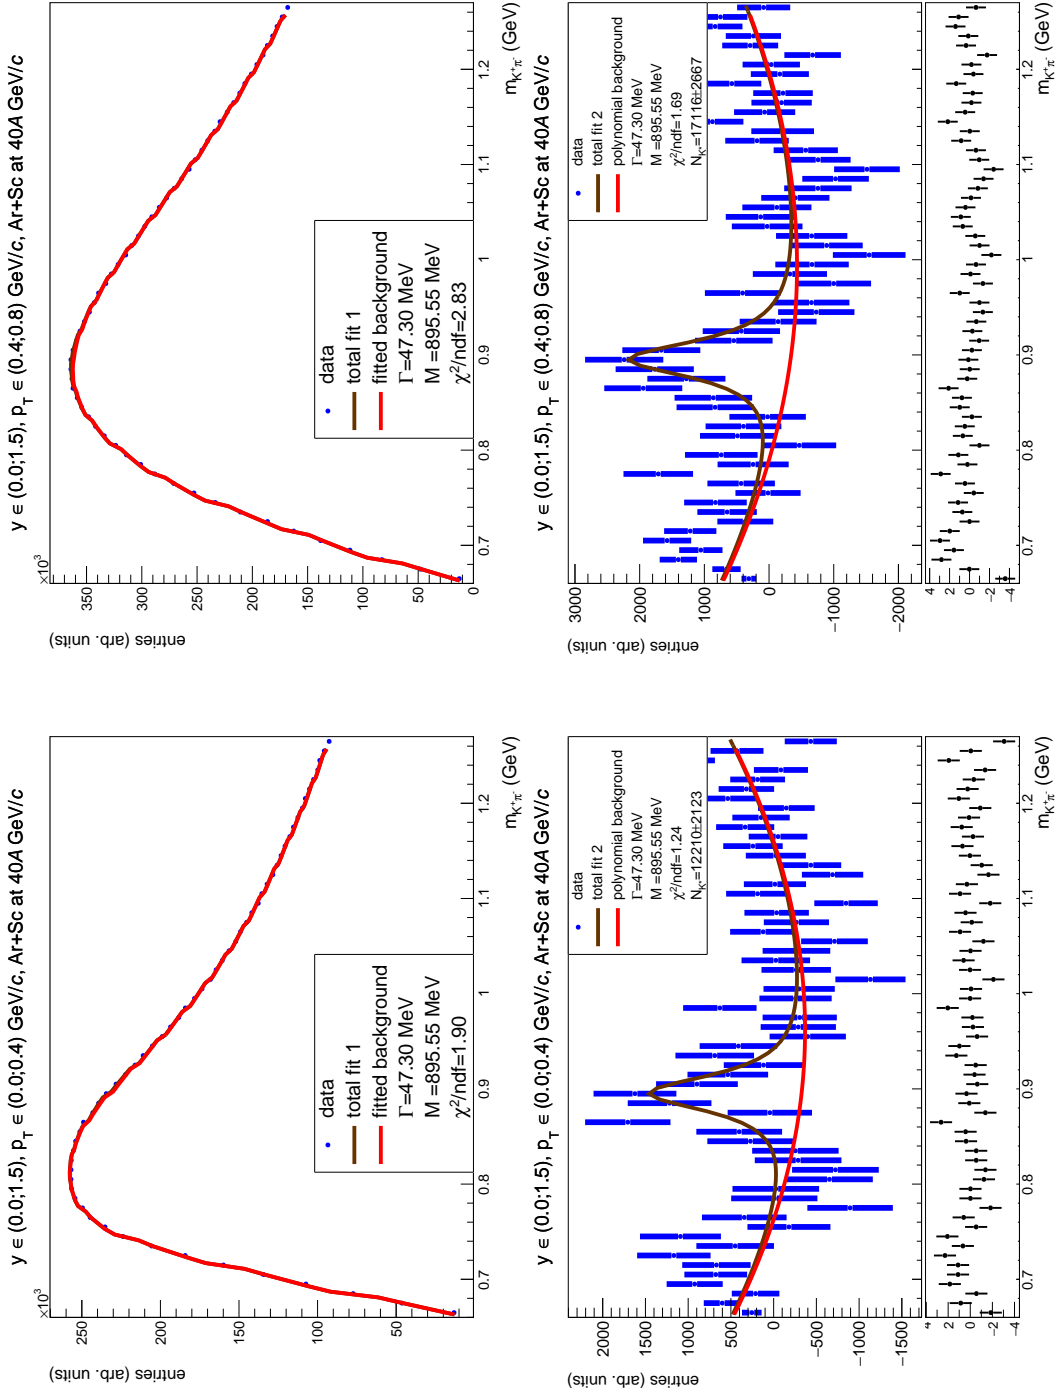 y ∈ (0.0;1.5), p_T ∈ (0.0;0.4) GeV/c, Ar+Sc at 40A GeV/c
×10³
entries (arb. units)
250
200
150
100
50
data
total fit 1
fitted background
Γ=47.30 MeV
M =895.55 MeV
χ²/ndf=1.90
0.7 0.8 0.9 1 1.1 1.2
m_K⁺π⁻ (GeV)
y ∈ (0.0;1.5), p_T ∈ (0.4;0.8) GeV/c, Ar+Sc at 40A GeV/c
×10³
entries (arb. units)
350
300
250
200
150
100
50
0
data
total fit 1
fitted background
Γ=47.30 MeV
M =895.55 MeV
χ²/ndf=2.83
0.7 0.8 0.9 1 1.1 1.2
m_K⁺π⁻ (GeV)
y ∈ (0.0;1.5), p_T ∈ (0.0;0.4) GeV/c, Ar+Sc at 40A GeV/c
entries (arb. units)
2000
1500
1000
500
0
−500
−1000
−1500
data
total fit 2
polynomial background
Γ=47.30 MeV
M =895.55 MeV
χ²/ndf=1.24
N_K*=12210±2123
4
2
0
−2
−4
0.7 0.8 0.9 1 1.1 1.2
m_K⁺π⁻ (GeV)
y ∈ (0.0;1.5), p_T ∈ (0.4;0.8) GeV/c, Ar+Sc at 40A GeV/c
entries (arb. units)
3000
2000
1000
0
−1000
−2000
data
total fit 2
polynomial background
Γ=47.30 MeV
M =895.55 MeV
χ²/ndf=1.69
N_K*=17116±2667
4
2
0
−2
−4
0.7 0.8 0.9 1 1.1 1.2
m_K⁺π⁻ (GeV)